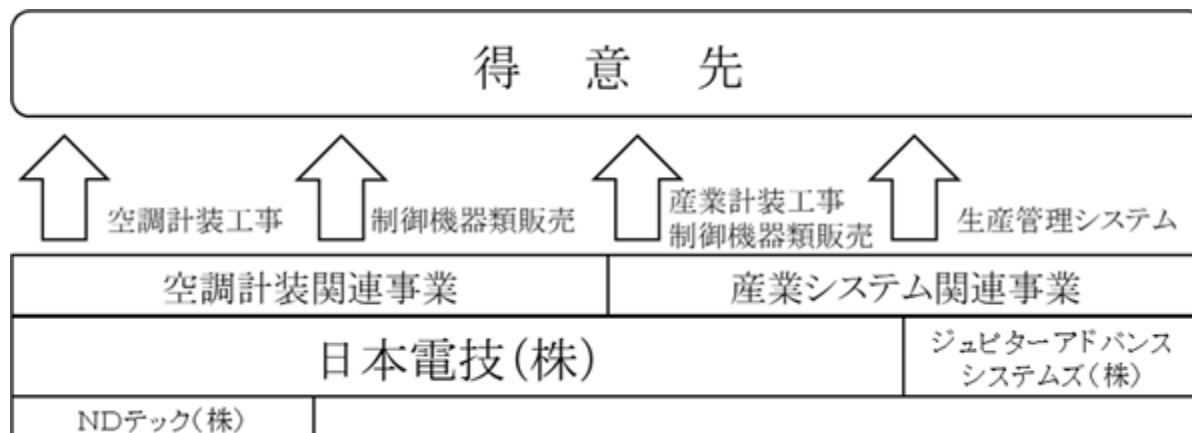 得意先
空調計装工事
制御機器類販売
産業計装工事
制御機器類販売
生産管理システム
空調計装関連事業
産業システム関連事業
日本電技(株)
ジュピターアドバンス
システムズ(株)
NDテック(株)